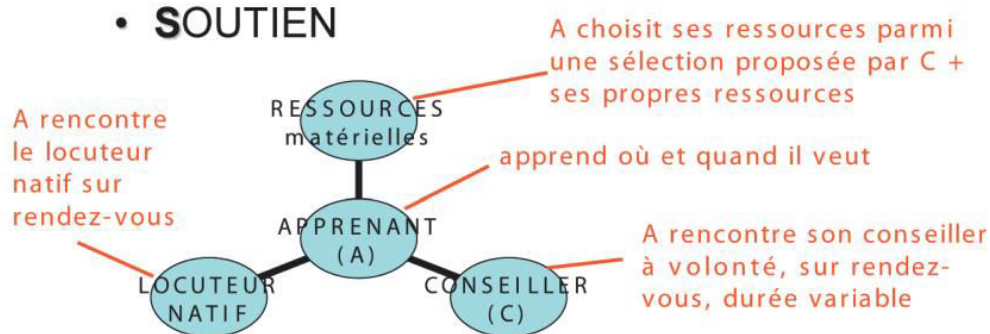 • SOUTIEN
A choisit ses ressources parmi
une sélection proposée par C +
ses propres ressources
RESSOURCES
matérielles
A rencontre
le locuteur
natif sur
rendez-vous
apprend où et quand il veut
APPRENANT
(A)
A rencontre son conseiller
à volonté, sur rendez-
vous, durée variable
LOCUTEUR
NATIF
CONSEILLER
(C)